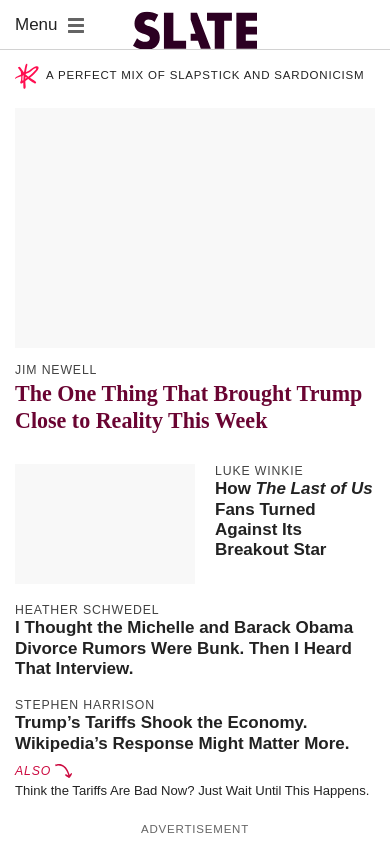 Menu
SLATE
A PERFECT MIX OF SLAPSTICK AND SARDONICISM
JIM NEWELL
The One Thing That Brought Trump
Close to Reality This Week
LUKE WINKIE
How The Last of Us
Fans Turned
Against Its
Breakout Star
HEATHER SCHWEDEL
I Thought the Michelle and Barack Obama
Divorce Rumors Were Bunk. Then I Heard
That Interview.
STEPHEN HARRISON
Trump’s Tariffs Shook the Economy.
Wikipedia’s Response Might Matter More.
ALSO
Think the Tariffs Are Bad Now? Just Wait Until This Happens.
ADVERTISEMENT